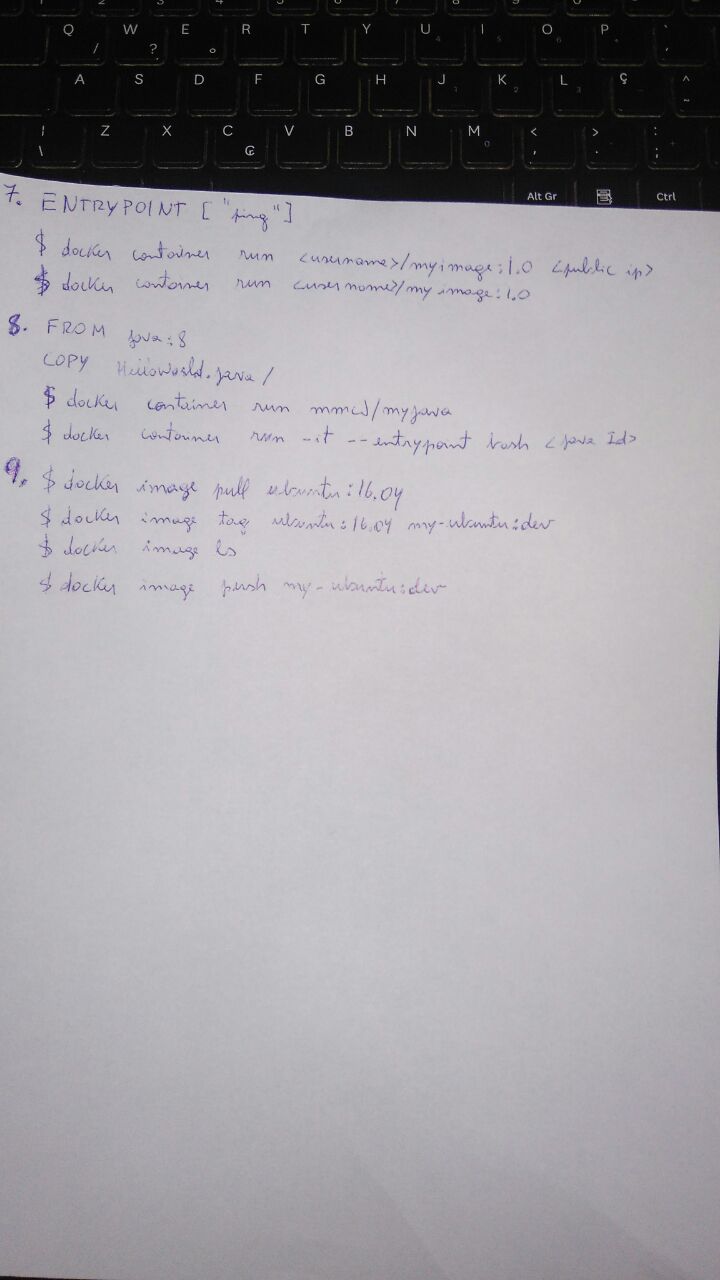 Q W E R T Y U I O P
/ ? °
A S D F G H J K L Ç ^
~
| Z X C V B N M < > :
\ ₢ , . ;
Alt Gr Ctrl
7. ENTRYPOINT ["ping"]
$ docker container run <username>/myimage:1.0 <public ip>
$ docker container run <username>/my image:1.0
8. FROM java:8
COPY HelloWorld.java /
$ docker container run mmcd/myjava
$ docker container run -it --entrypoint bash <java Id>
9. $ docker image pull ubuntu:16.04
$ docker image tag ubuntu:16.04 my-ubuntu:dev
$ docker image ls
$ docker image push my-ubuntu:dev